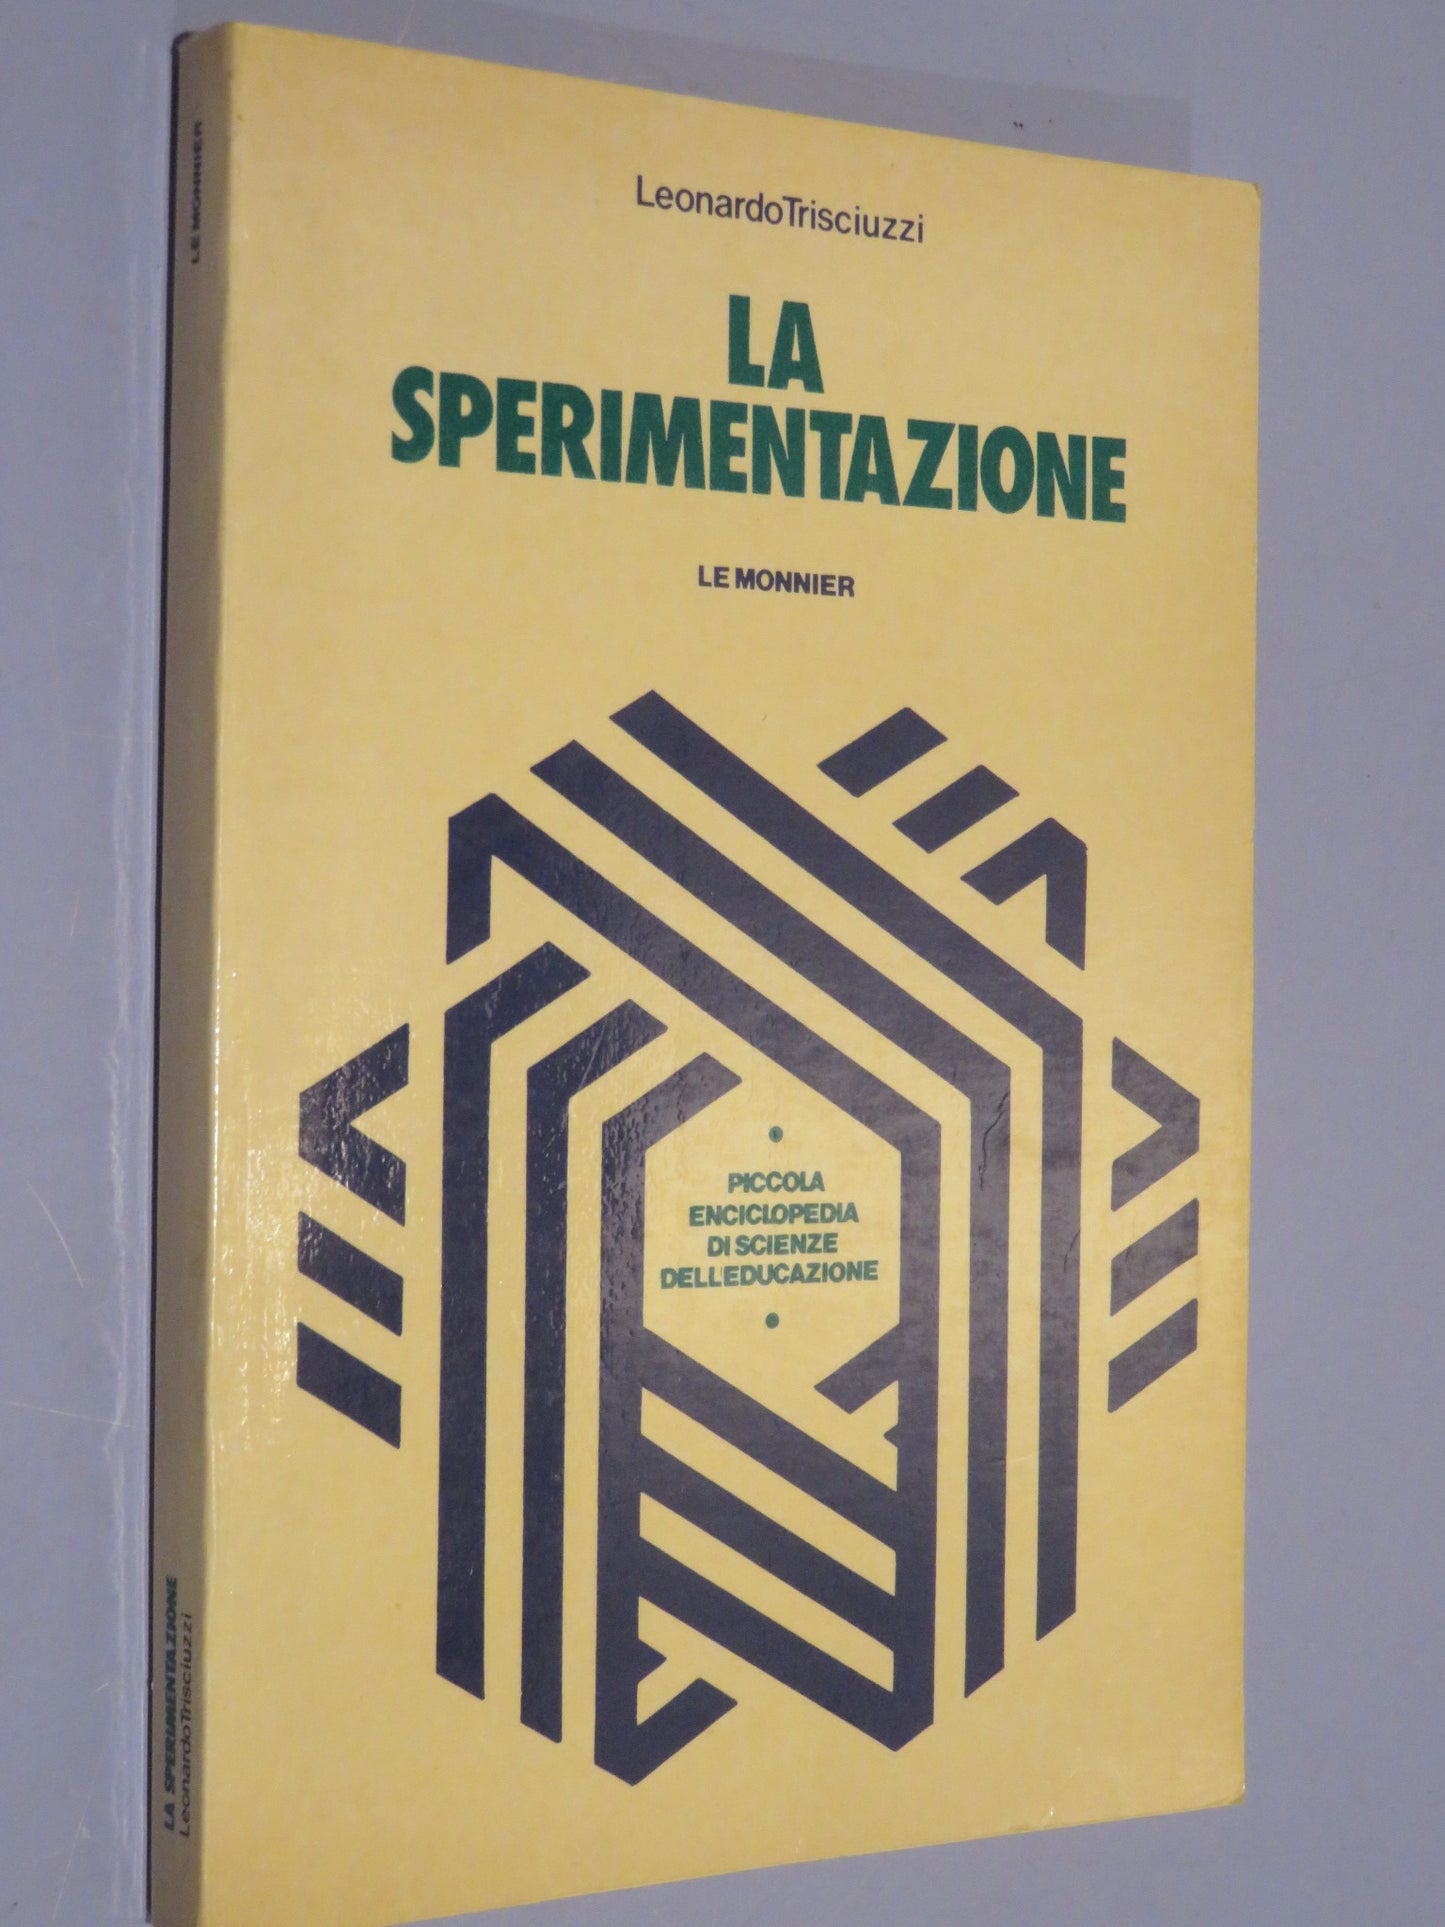 LeonardoTrisciuzzi
LA
SPERIMENTAZIONE
LE MONNIER
PICCOLA
ENCICLOPEDIA
DI SCIENZE
DELL'EDUCAZIONE
LE MONNIER
LA SPERIMENTAZIONE
LeonardoTrisciuzzi